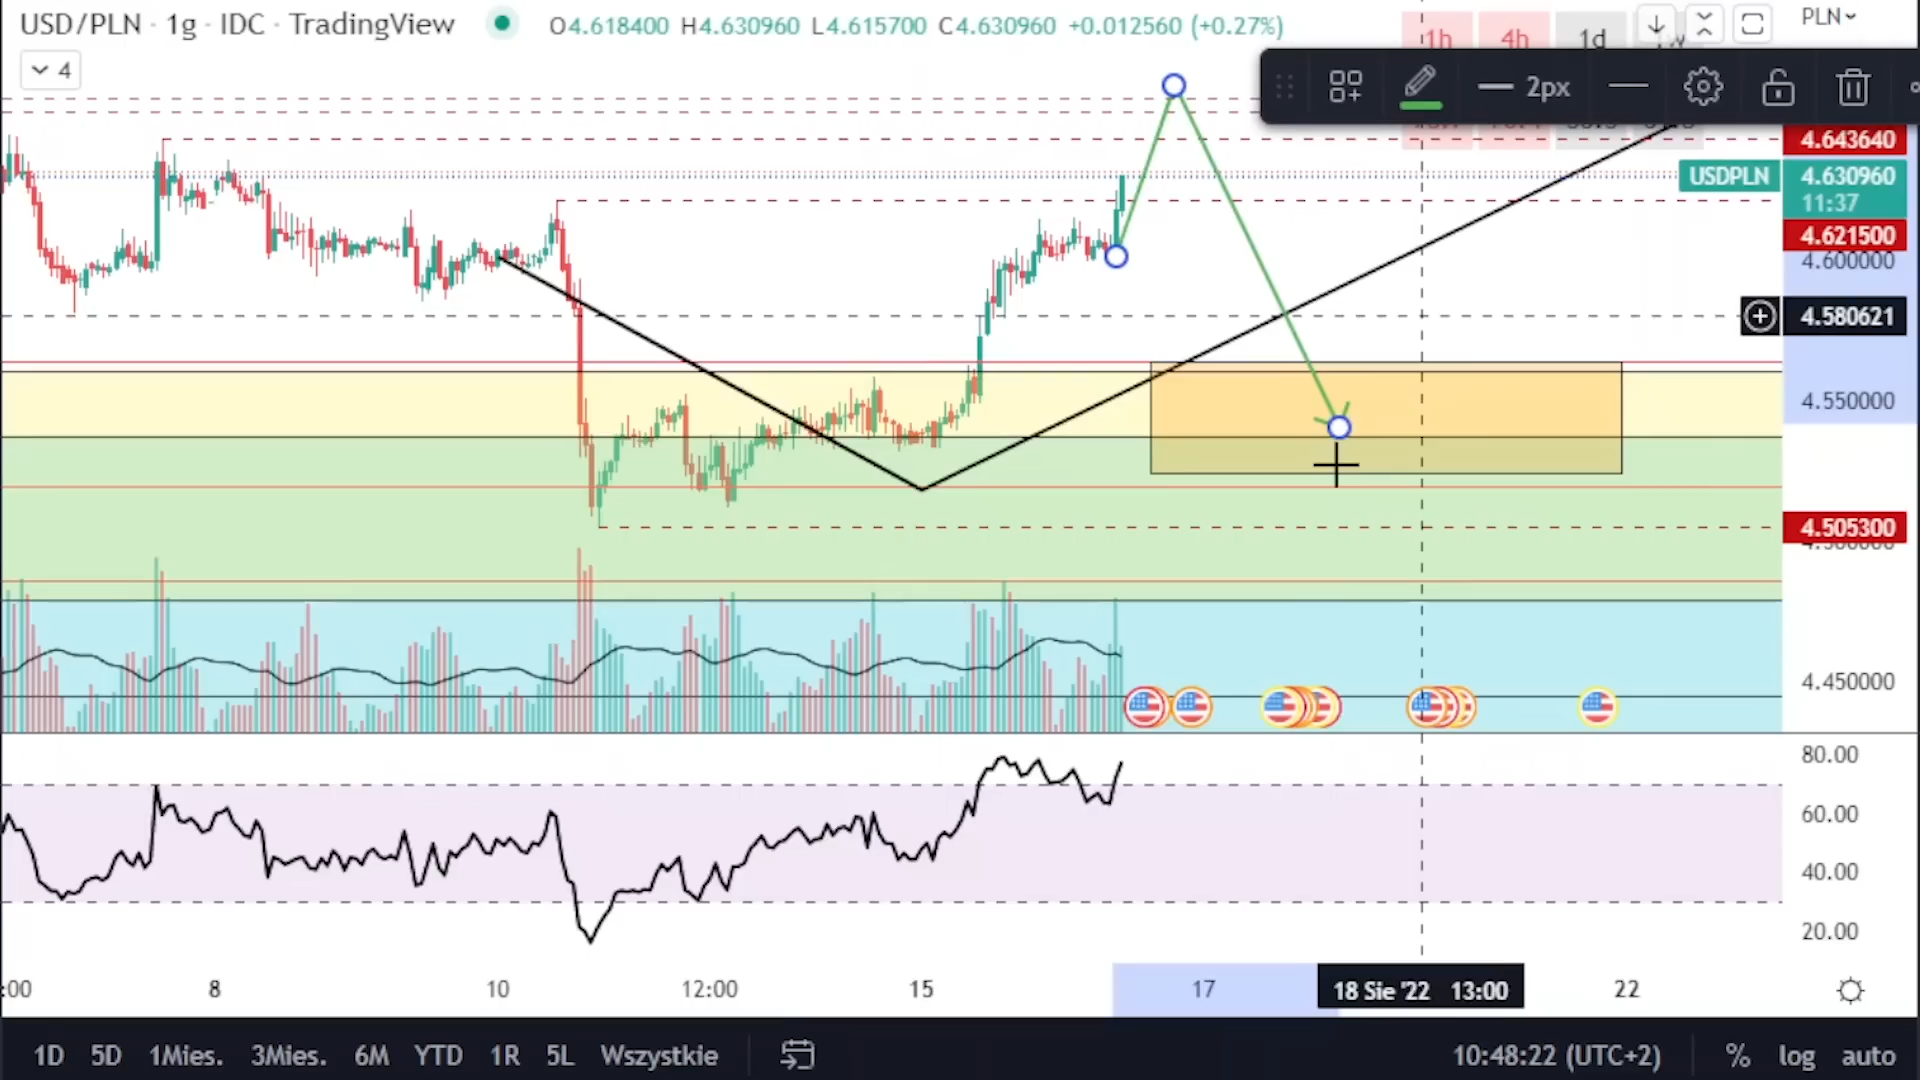 USD/PLN · 1g · IDC · TradingView
O4.618400 H4.630960 L4.615700 C4.630960 +0.012560 (+0.27%)
1h 4h 1d
PLN
4
2px
4.643640
USDPLN 4.630960
11:37
4.621500
4.600000
4.580621
4.550000
4.505300
4.450000
80.00
60.00
40.00
20.00
:00 8 10 12:00 15 17 18 Sie '22 13:00 22
1D 5D 1Mies. 3Mies. 6M YTD 1R 5L Wszystkie
10:48:22 (UTC+2) % log auto